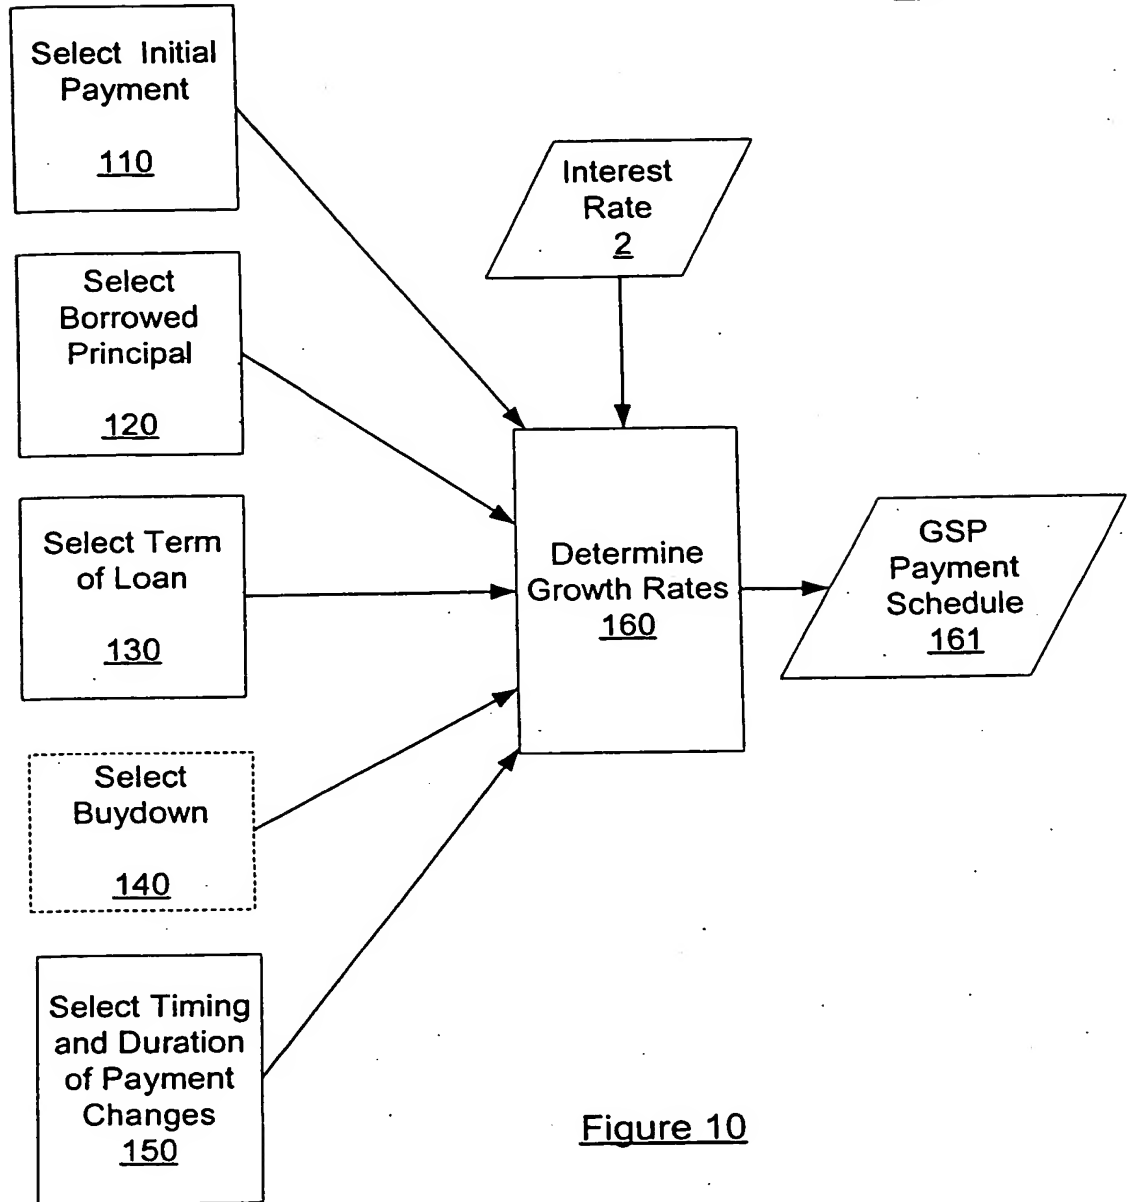 Select Initial
Payment
110
Interest
Rate
2
Select
Borrowed
Principal
120
Select Term
of Loan
130
Determine
Growth Rates
160
GSP
Payment
Schedule
161
Select
Buydown
140
Select Timing
and Duration
of Payment
Changes
150
Figure 10